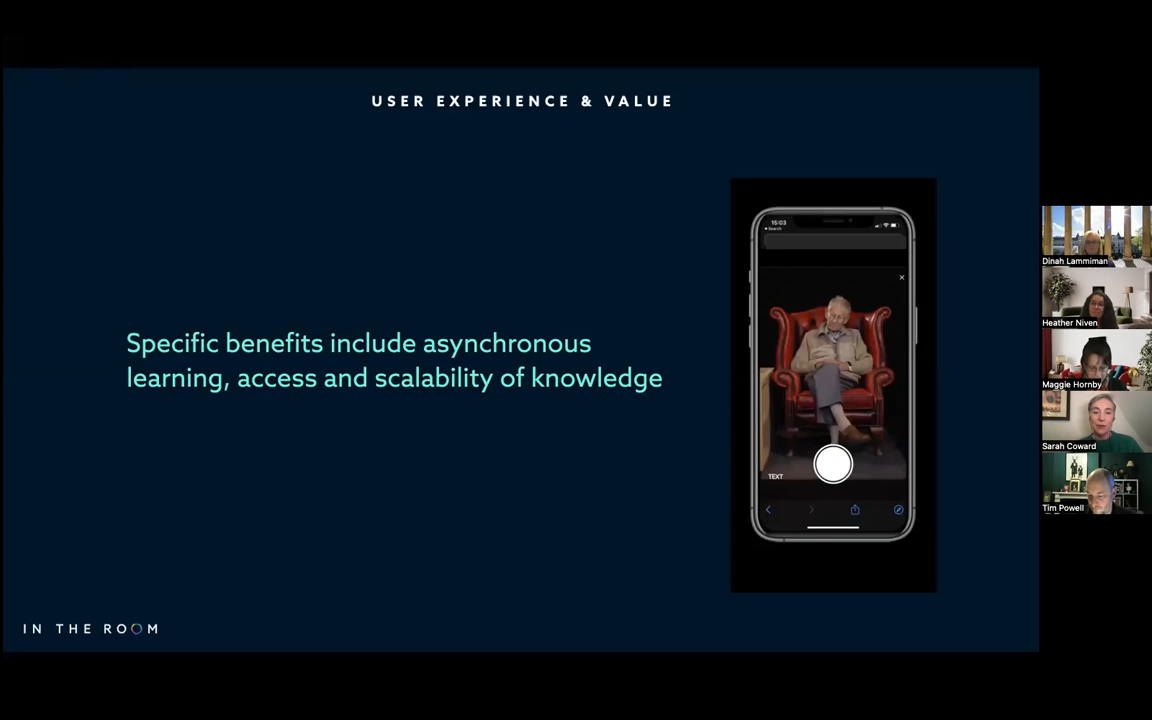 USER EXPERIENCE & VALUE
Specific benefits include asynchronous
learning, access and scalability of knowledge
15:03
Search
TEXT
IN THE ROOM
Dinah Lammiman
Heather Niven
Maggie Hornby
Sarah Coward
Tim Powell